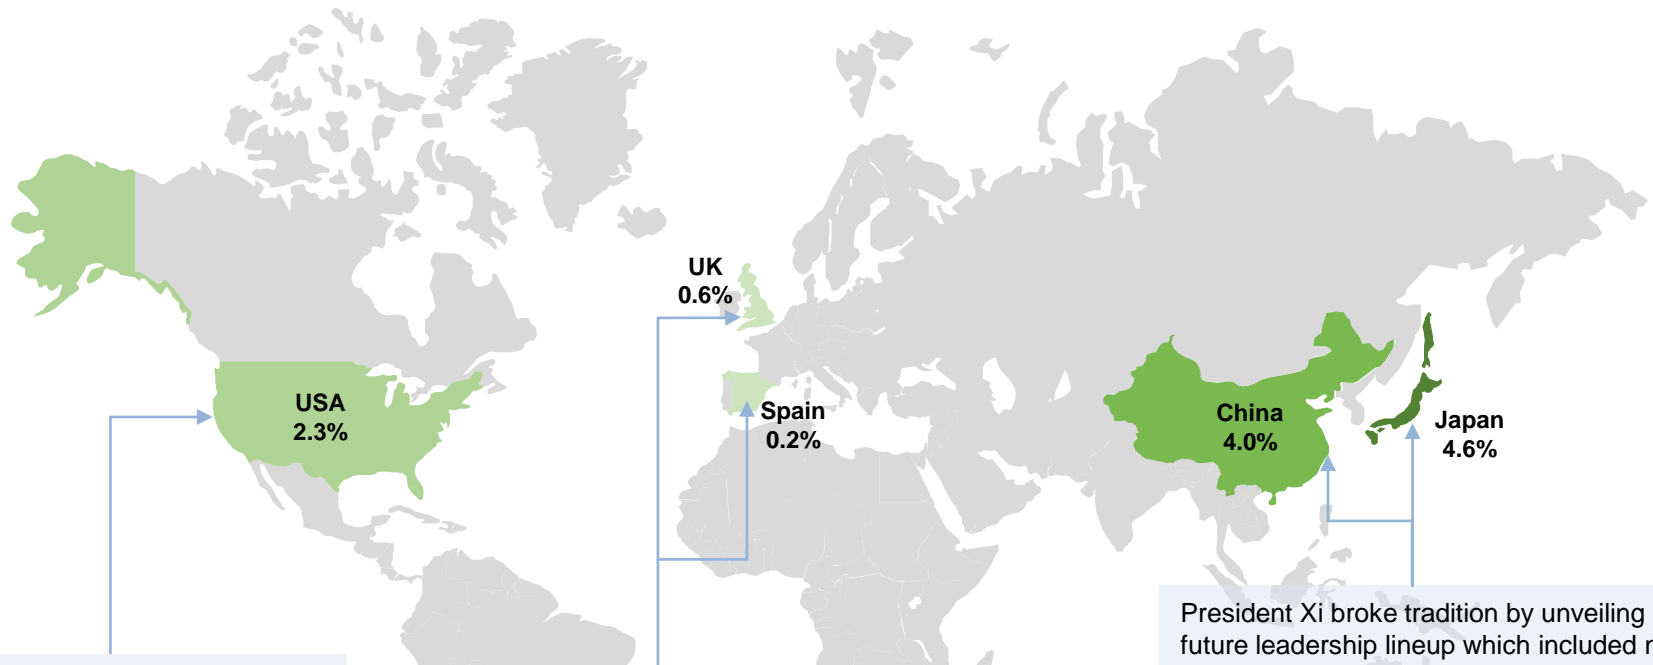 UK
0.6%
USA
2.3%
Spain
0.2%
China
4.0%
Japan
4.6%
President Xi broke tradition by unveiling
future leadership lineup which included